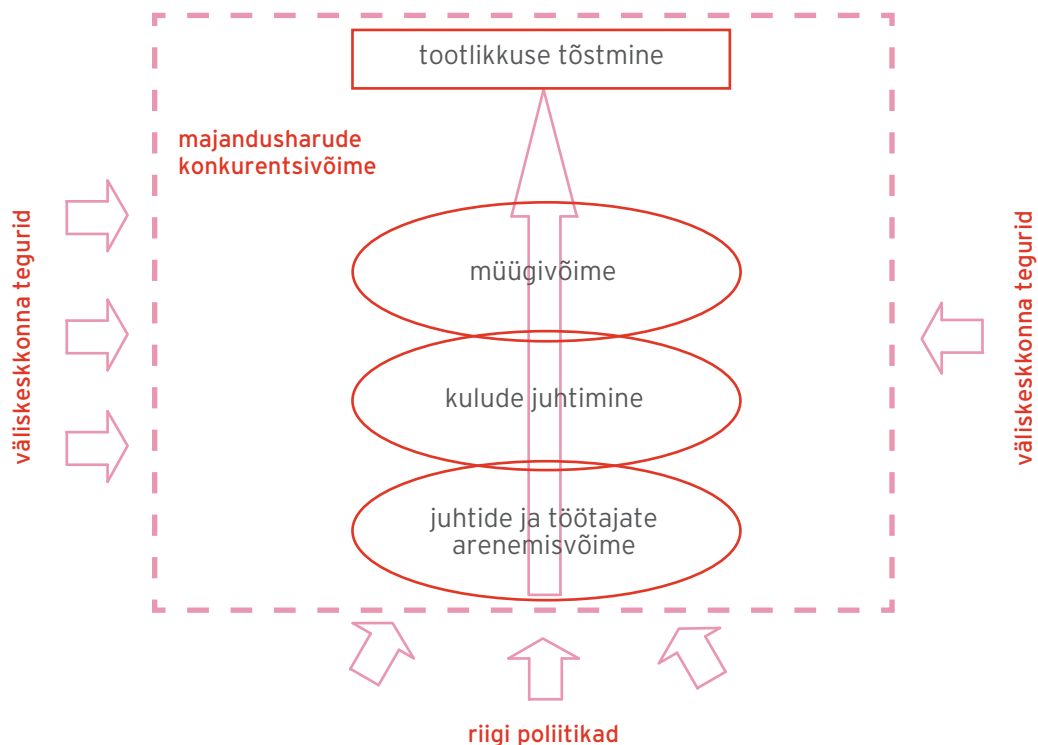 tootlikkuse tõstmine
majandusharude
konkurentsivõime
väliskeskkonna tegurid
müügivõime
väliskeskkonna tegurid
kulude juhtimine
juhtide ja töötajate
arenemisvõime
riigi poliitikad